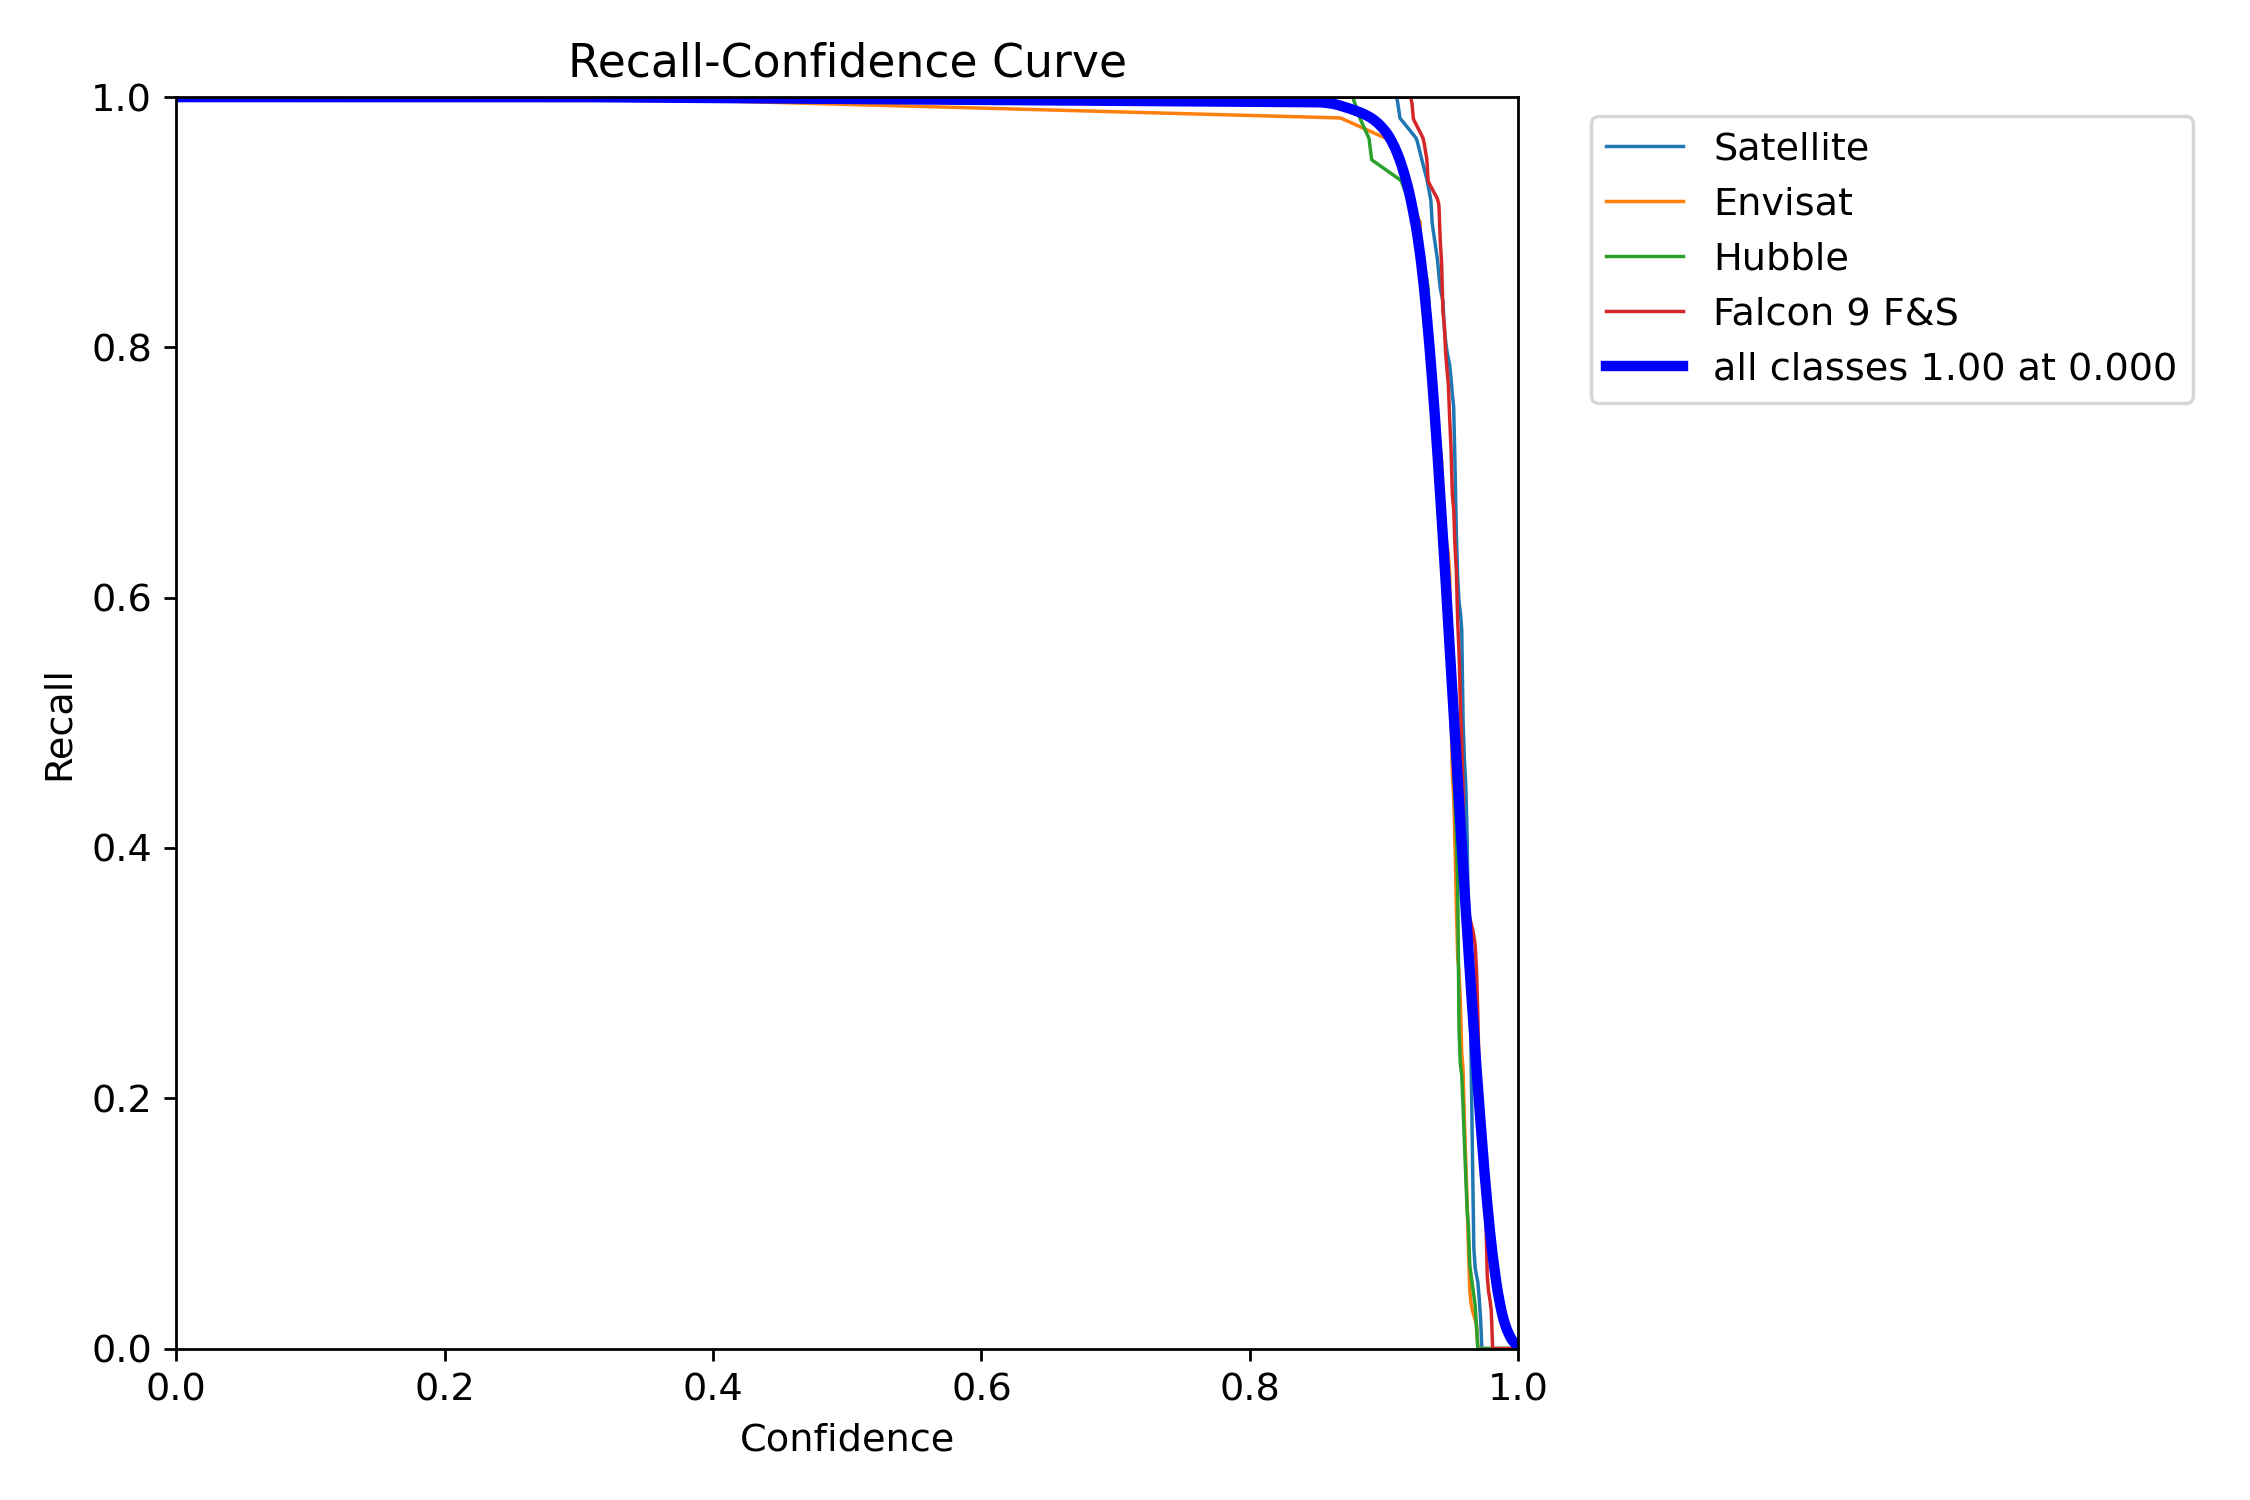 Recall-Confidence Curve
1.0
0.8
0.6
0.4
0.2
0.0
Recall
0.0 0.2 0.4 0.6 0.8 1.0
Confidence
Satellite
Envisat
Hubble
Falcon 9 F&S
all classes 1.00 at 0.000